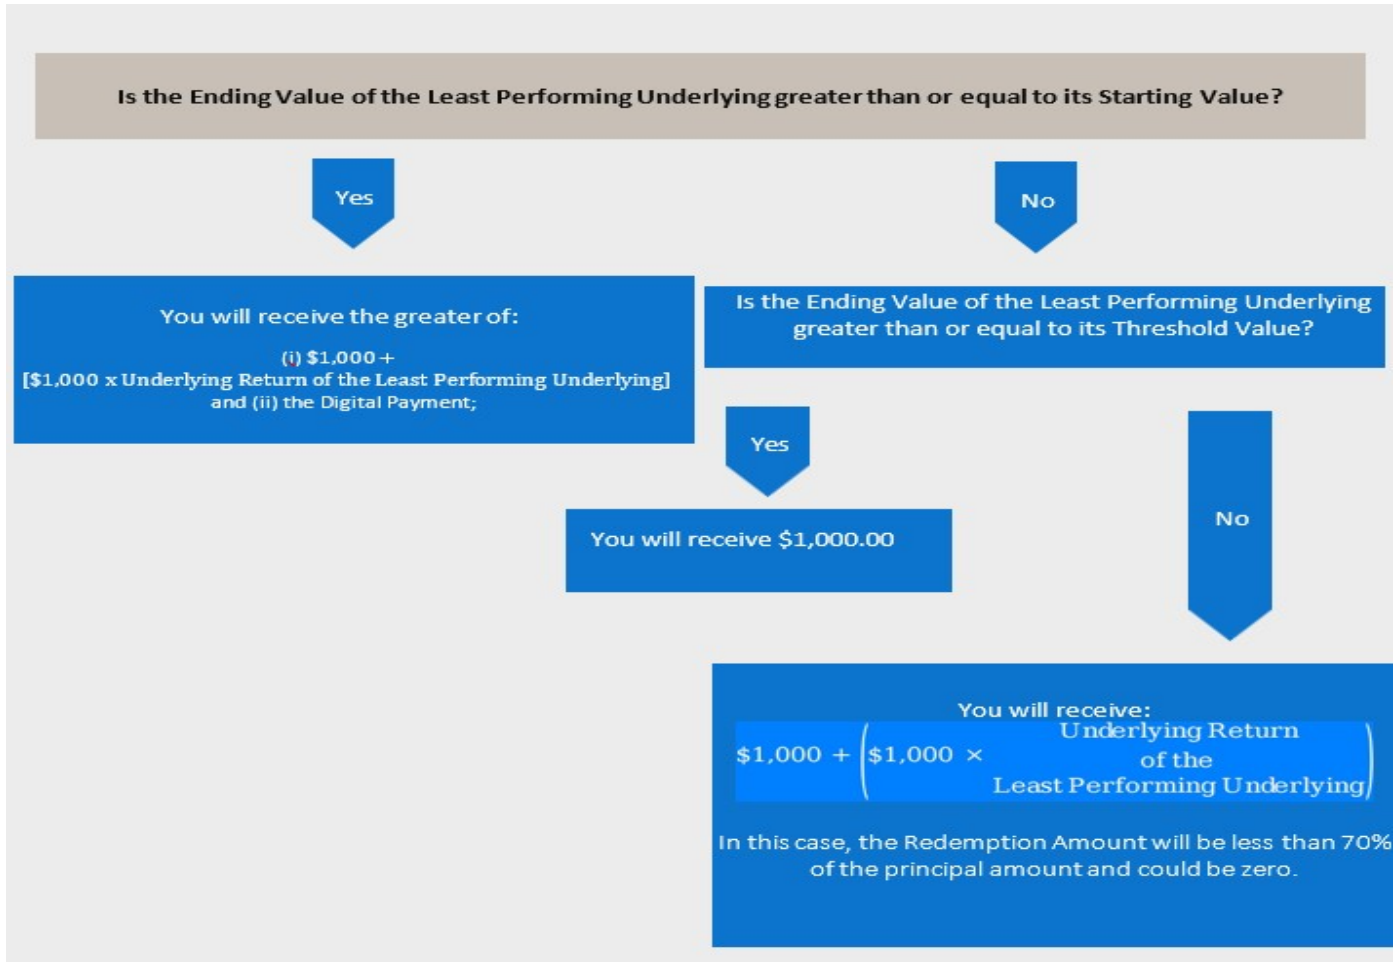 Is the Ending Value of the Least Performing Underlying greater than or equal to its Starting Value?
Yes
No
You will receive the greater of:
(i) $1,000 +
[$1,000 x Underlying Return of the Least Performing Underlying]
and (ii) the Digital Payment;
Is the Ending Value of the Least Performing Underlying
greater than or equal to its Threshold Value?
Yes
No
You will receive $1,000.00
You will receive:
$1,000 + ($1,000 × Underlying Return
of the
Least Performing Underlying)
In this case, the Redemption Amount will be less than 70%
of the principal amount and could be zero.